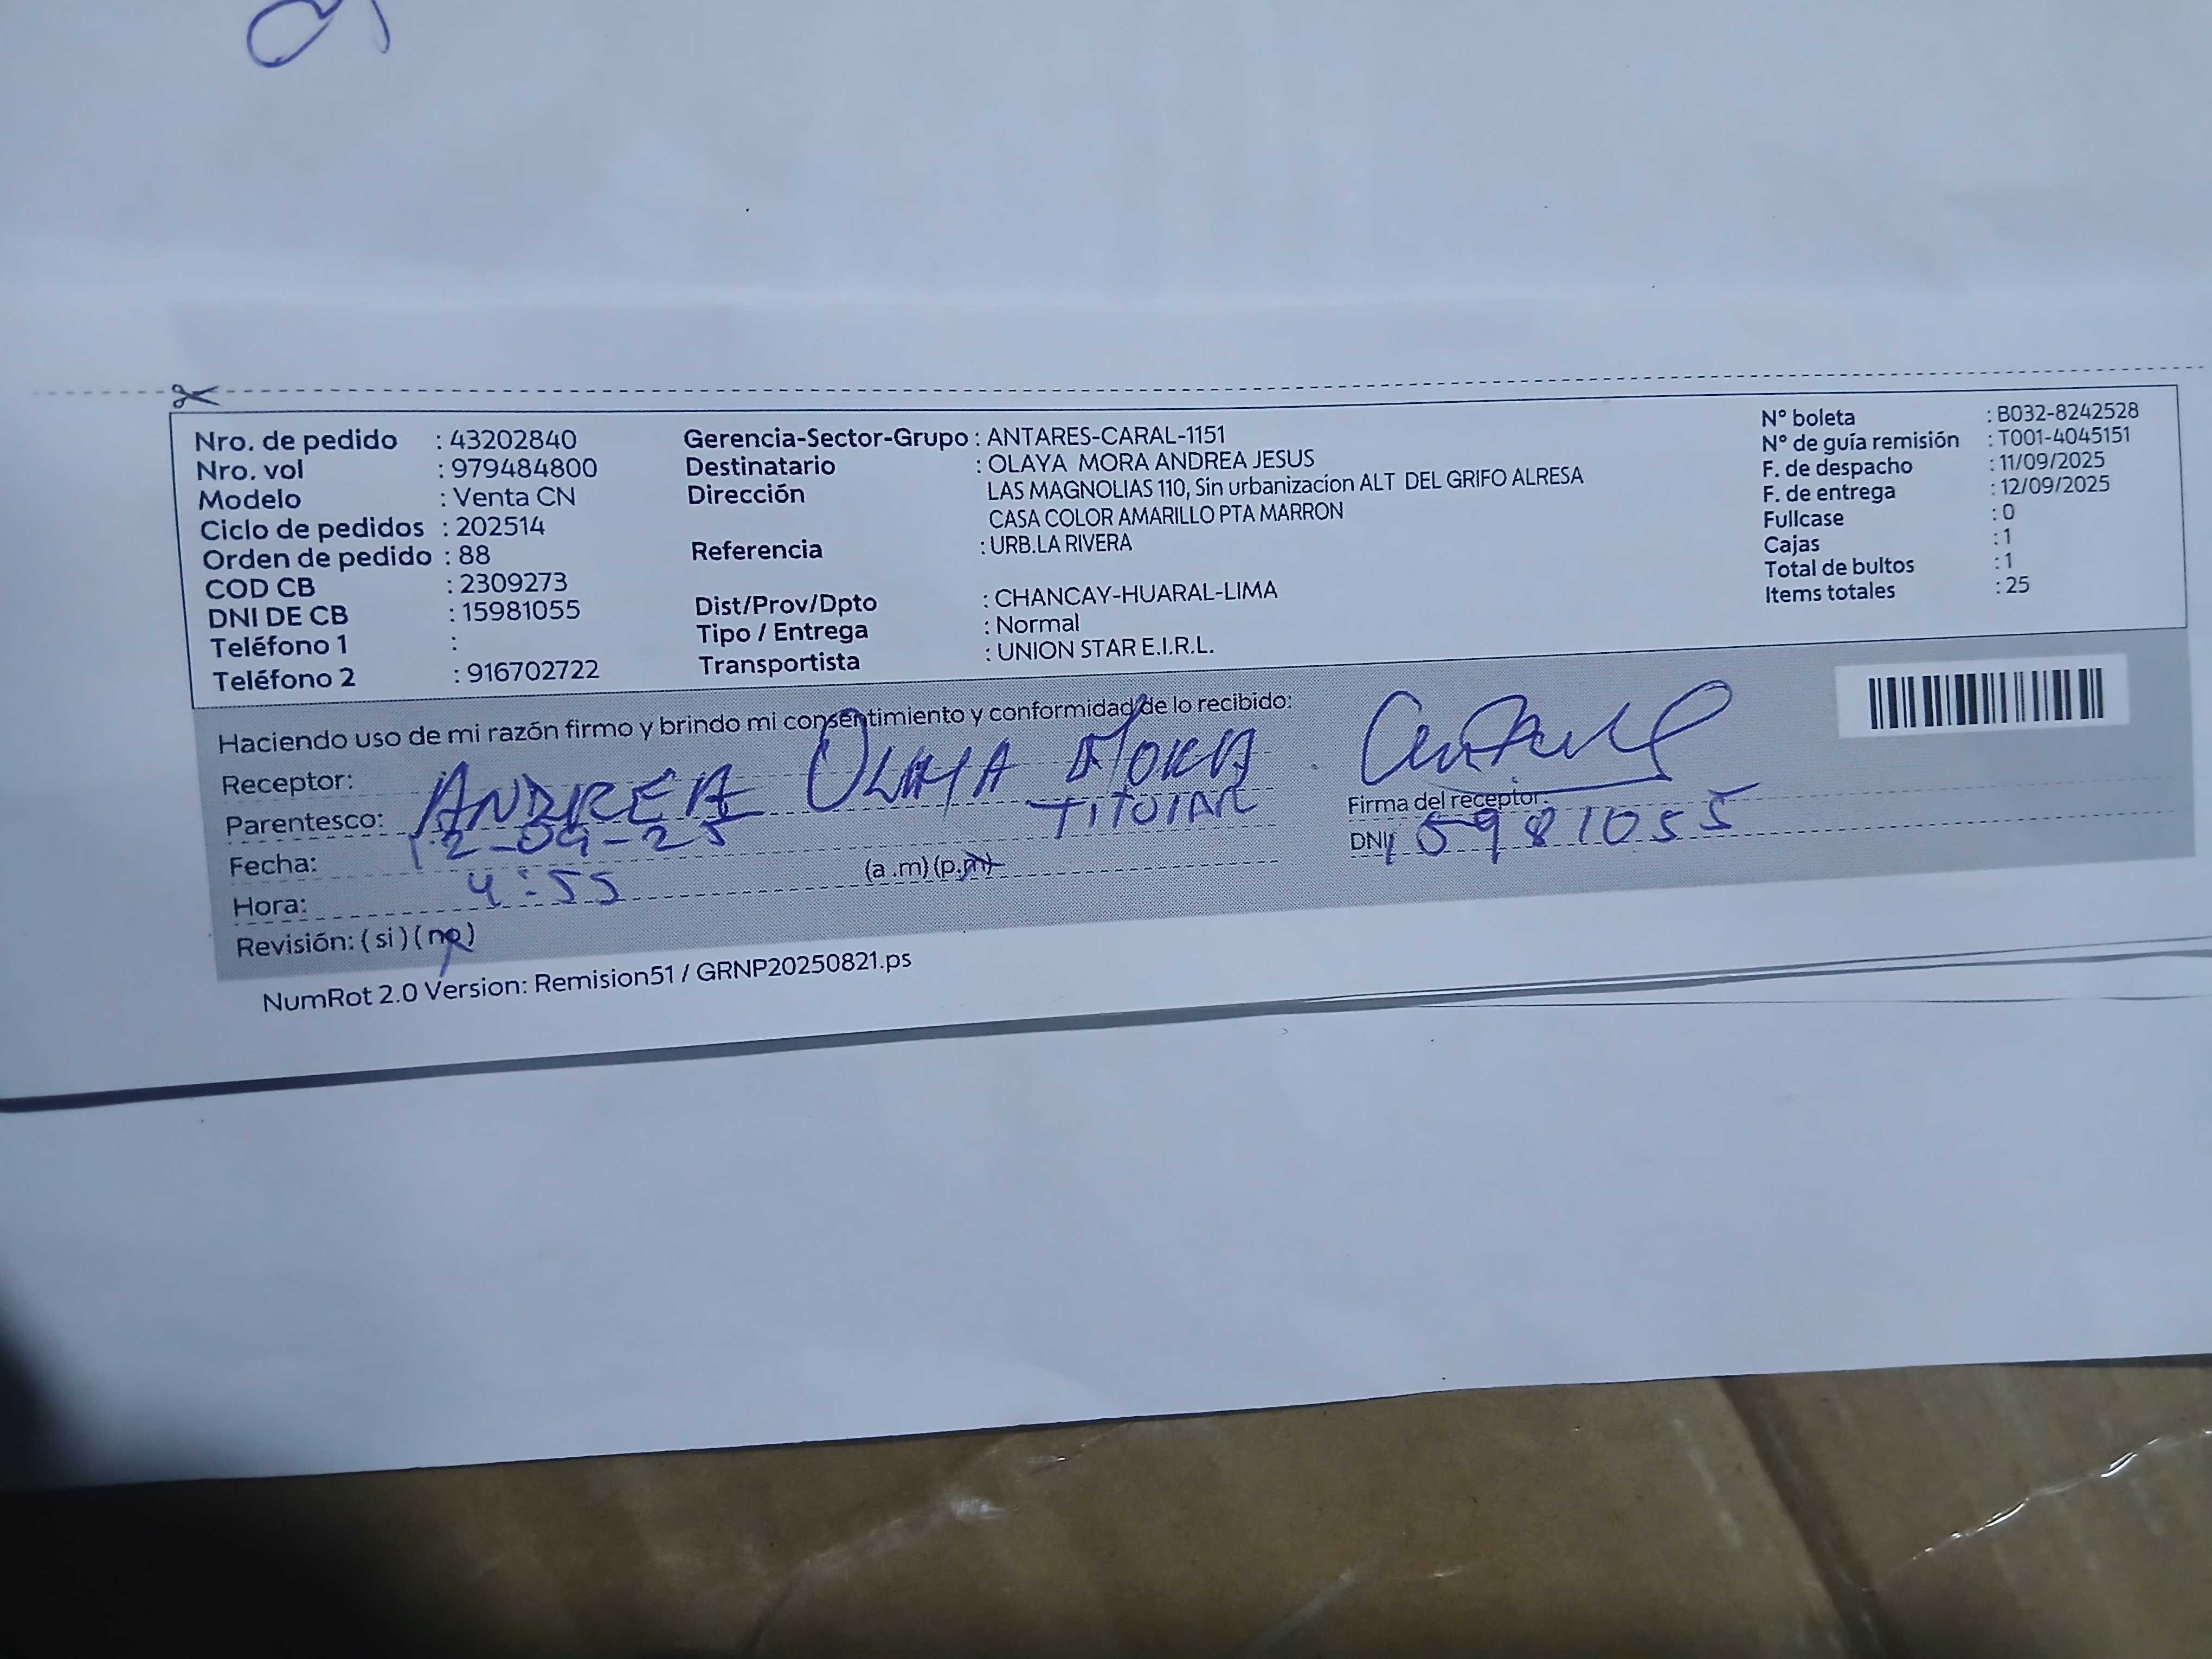 Nro. de pedido : 43202840
Nro. vol : 979484800
Modelo : Venta CN
Ciclo de pedidos : 202514
Orden de pedido : 88
COD CB : 2309273
DNI DE CB : 15981055
Teléfono 1 :
Teléfono 2 : 916702722
Gerencia-Sector-Grupo : ANTARES-CARAL-1151
Destinatario : OLAYA MORA ANDREA JESUS
Dirección LAS MAGNOLIAS 110, Sin urbanizacion ALT DEL GRIFO ALRESA
CASA COLOR AMARILLO PTA MARRON
Referencia : URB.LA RIVERA
Dist/Prov/Dpto : CHANCAY-HUARAL-LIMA
Tipo / Entrega : Normal
Transportista : UNION STAR E.I.R.L.
N° boleta : B032-8242528
N° de guía remisión : T001-4045151
F. de despacho : 11/09/2025
F. de entrega : 12/09/2025
Fullcase : 0
Cajas : 1
Total de bultos : 1
Items totales : 25
Haciendo uso de mi razón firmo y brindo mi consentimiento y conformidad de lo recibido:
Receptor: ANDREA OLAYA MORA
Parentesco: TITULAR
Fecha: 12-09-25
Hora: 4:55 (a .m) (p.m)
Revisión: ( si ) ( no )
Firma del receptor:
DNI 15981055
NumRot 2.0 Version: Remision51 / GRNP20250821.ps